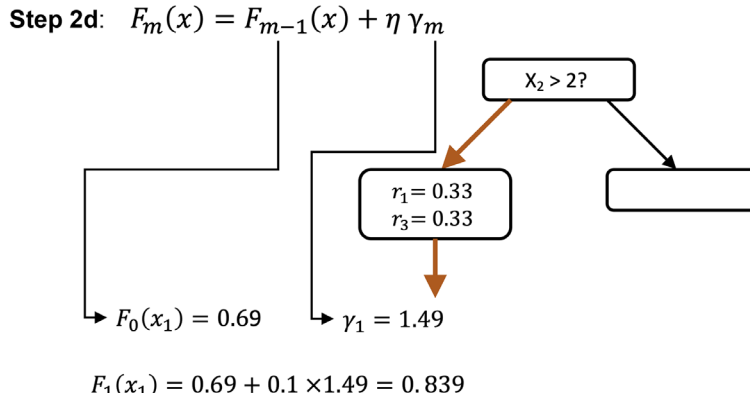 Step 2d: Fₘ(x) = Fₘ₋₁(x) + η γₘ
X₂ > 2?
r₁= 0.33
r₃= 0.33
F₀(x₁) = 0.69
γ₁ = 1.49
F₁(x₁) = 0.69 + 0.1 ×1.49 = 0.839